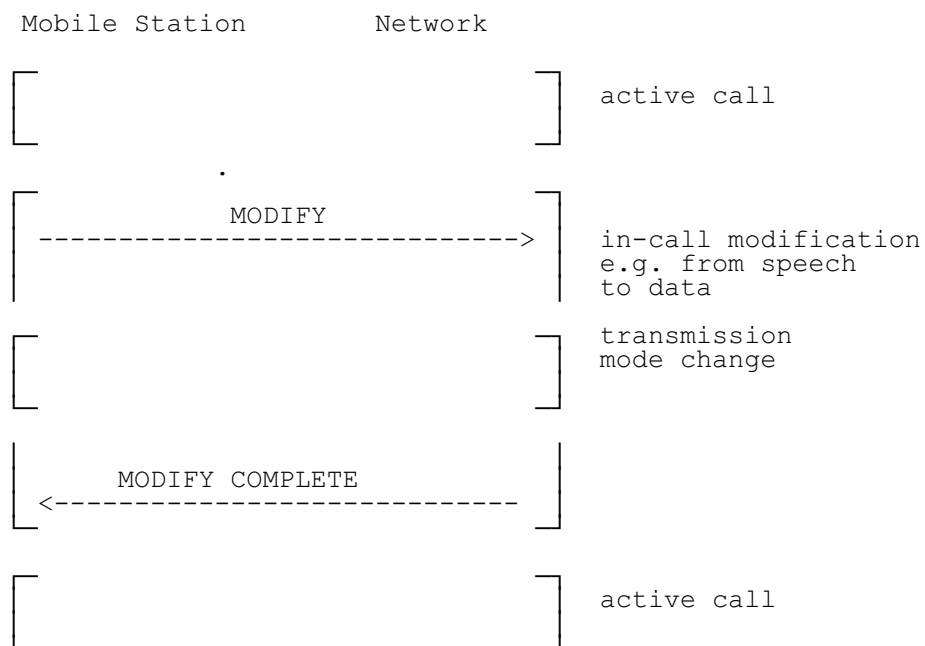 Mobile Station Network
active call
.
MODIFY
------------------------------>
in-call modification
e.g. from speech
to data
transmission
mode change
MODIFY COMPLETE
<-----------------------------
active call